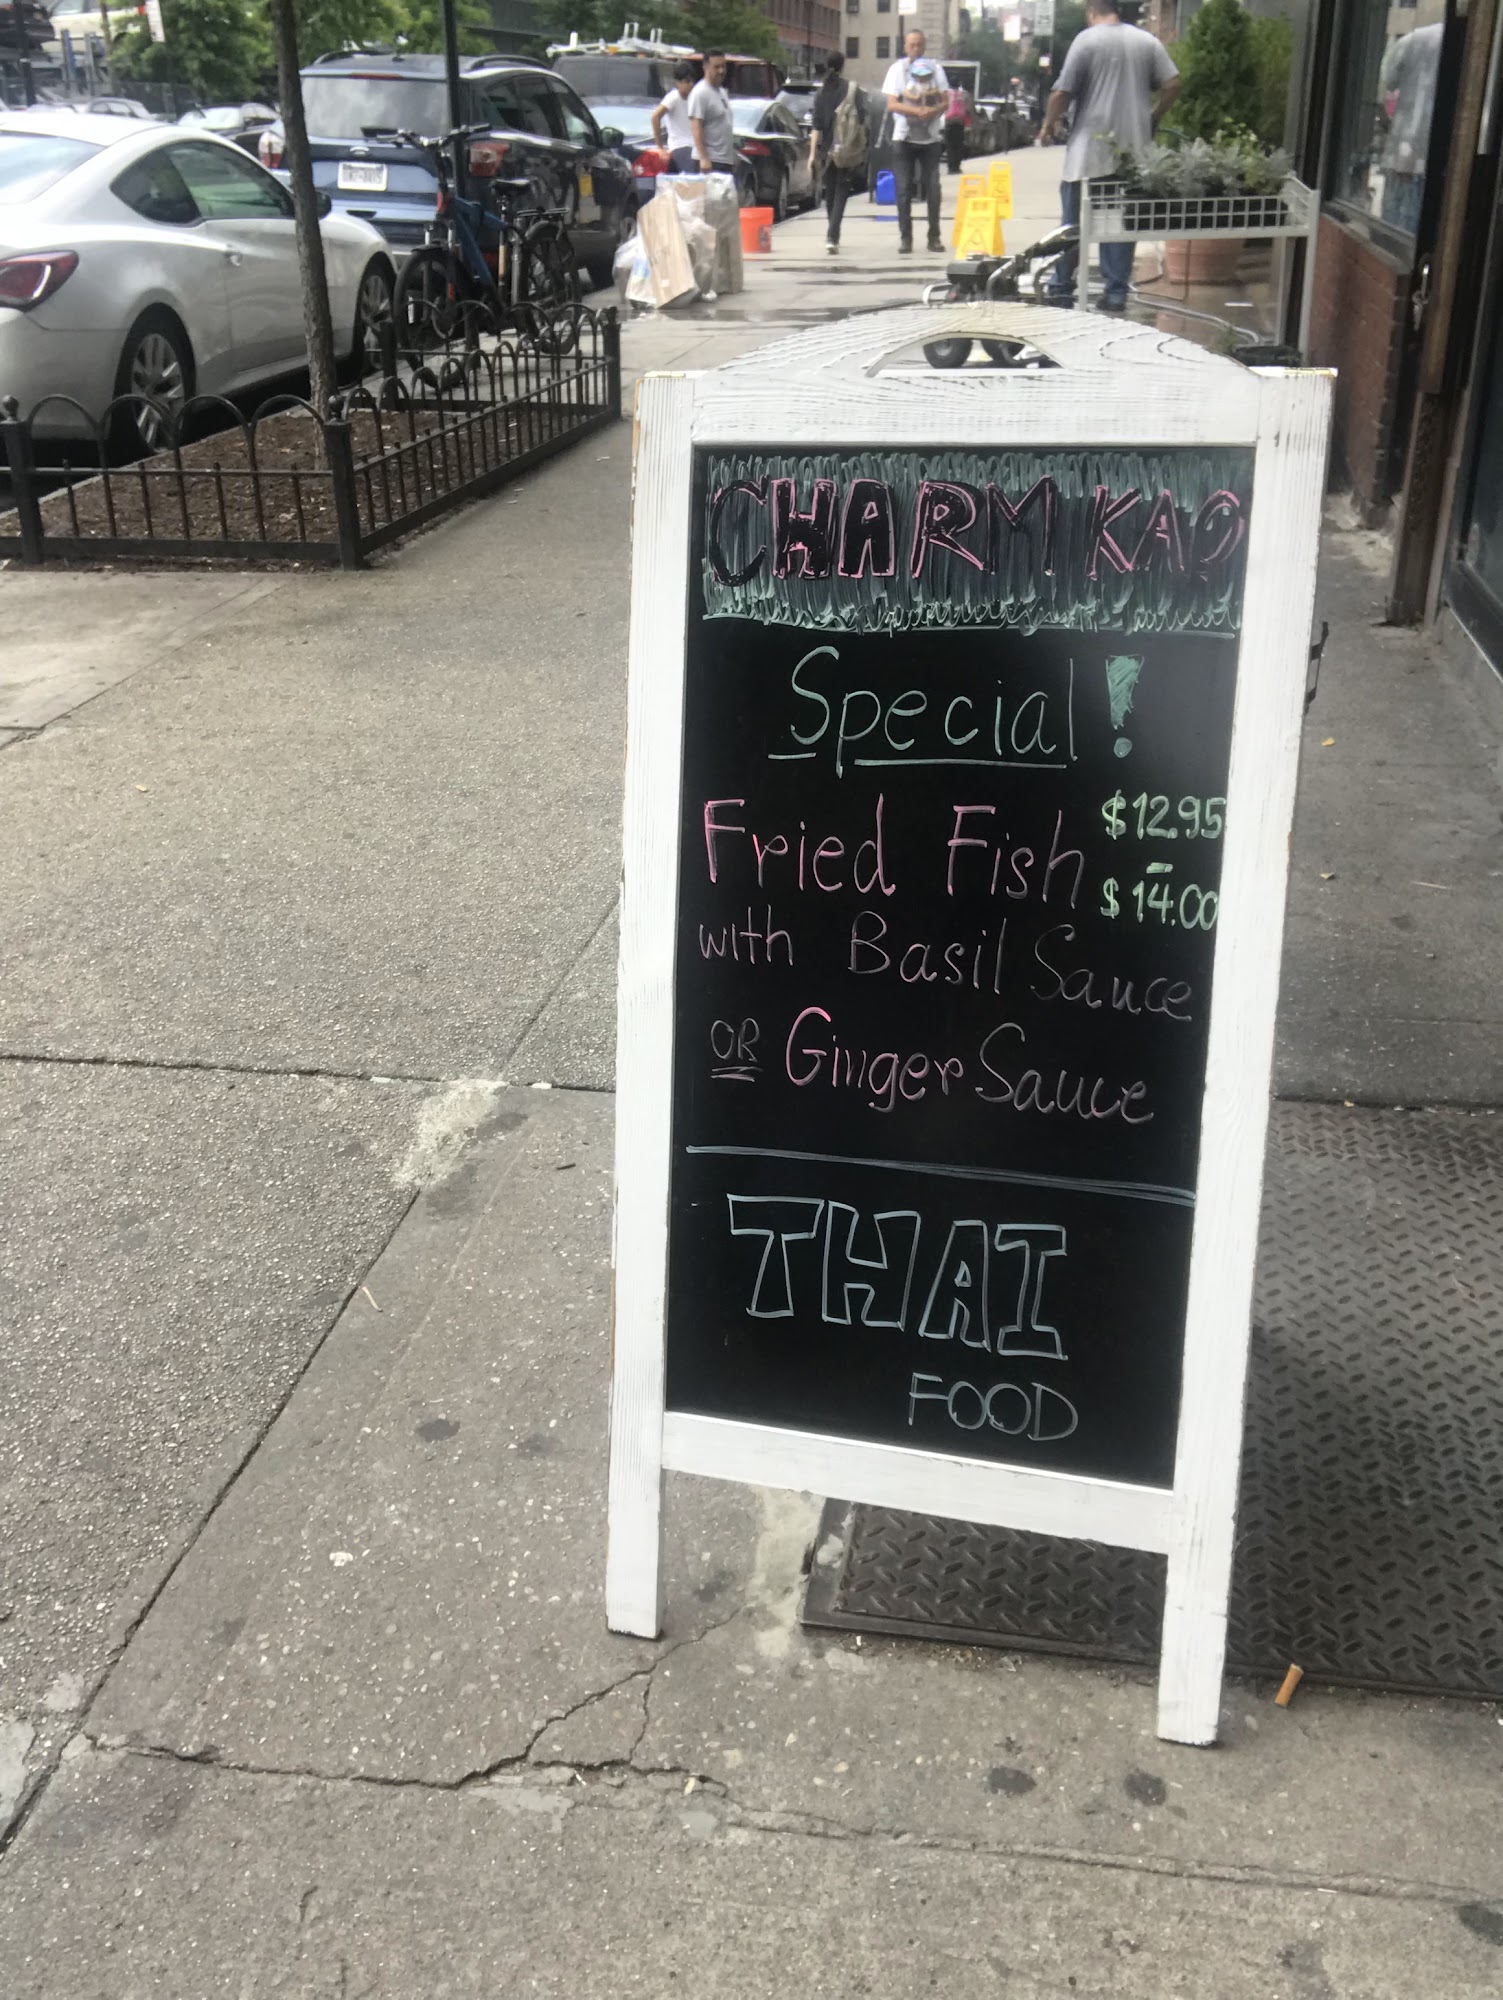 CHARM KAO
Special!
Fried Fish $12.95
-
$14.00
with Basil Sauce
OR Ginger Sauce
THAI
FOOD